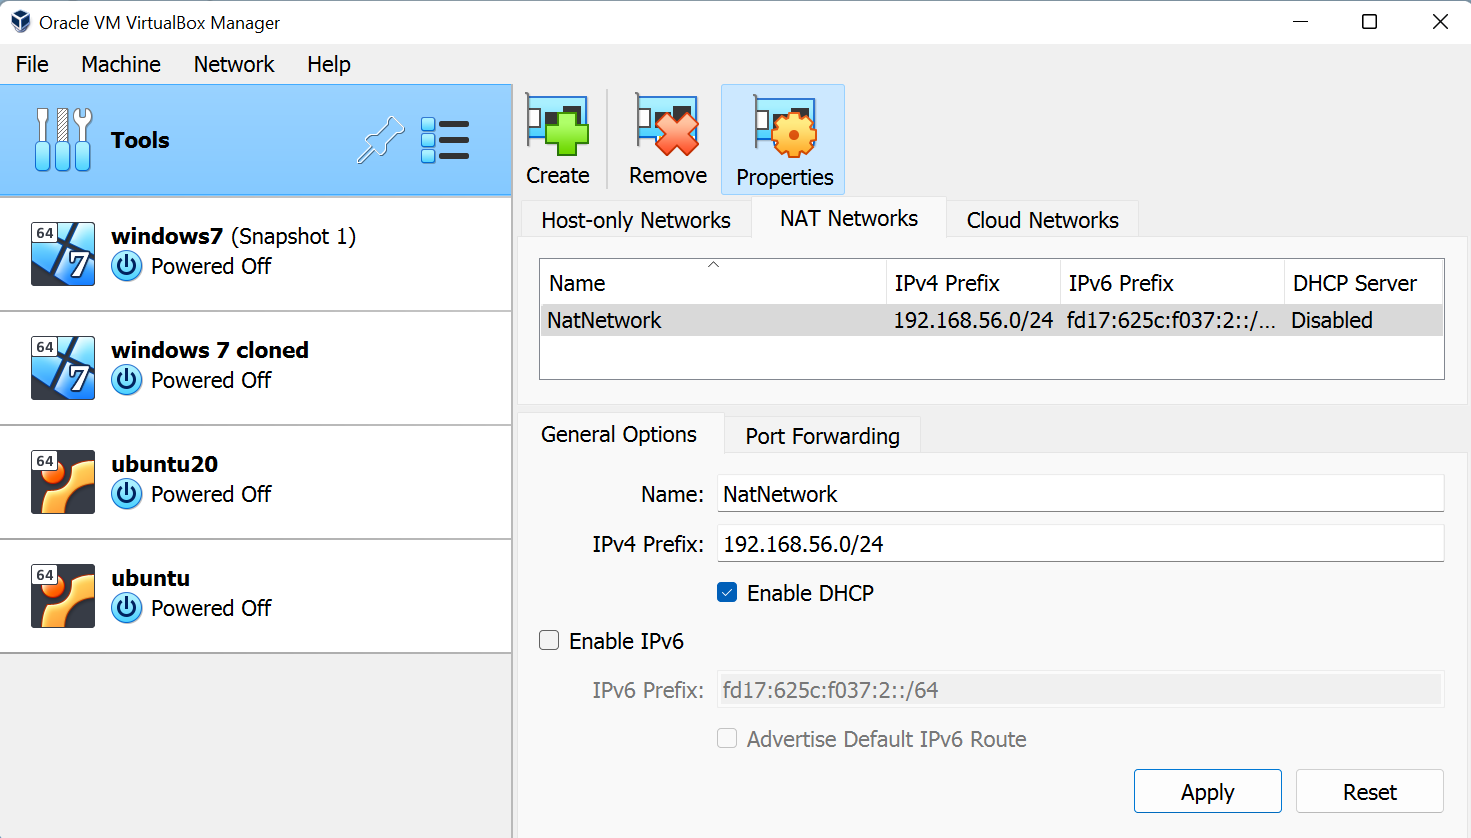 Oracle VM VirtualBox Manager
File Machine Network Help
Tools
64 7
windows7 (Snapshot 1)
Powered Off
64 7
windows 7 cloned
Powered Off
64
ubuntu20
Powered Off
64
ubuntu
Powered Off
Create Remove Properties
Host-only Networks NAT Networks Cloud Networks
Name IPv4 Prefix IPv6 Prefix DHCP Server
NatNetwork 192.168.56.0/24 fd17:625c:f037:2::/... Disabled
General Options Port Forwarding
Name: NatNetwork
IPv4 Prefix: 192.168.56.0/24
Enable DHCP
Enable IPv6
IPv6 Prefix: fd17:625c:f037:2::/64
Advertise Default IPv6 Route
Apply Reset